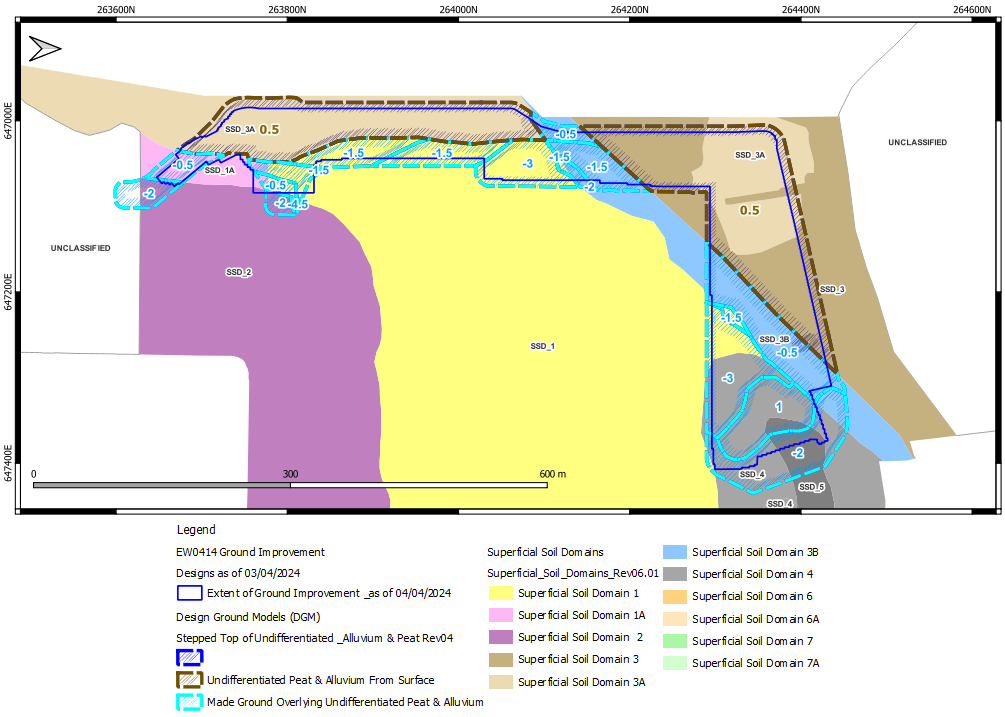 263600N 263800N 264000N 264200N 264400N 264600N
647000E
647200E
647400E
SSD_3A 0.5
-0.5
SSD_1A
-2
-0.5
-2
-4.5
-1.5
-1.5
-1.5
-3
-0.5
-1.5
-1.5
-2
SSD_3A
0.5
UNCLASSIFIED
UNCLASSIFIED
SSD_2
SSD_1
SSD_3
-1.5
SSD_3B
-0.5
-3
1
-2
SSD_4
SSD_5
SSD_4
0 300 600 m
Legend
EW0414 Ground Improvement
Designs as of 03/04/2024
Extent of Ground Improvement _as of 04/04/2024
Design Ground Models (DGM)
Stepped Top of Undifferentiated _Alluvium & Peat Rev04
Undifferentiated Peat & Alluvium From Surface
Made Ground Overlying Undifferentiated Peat & Alluvium
Superficial Soil Domains
Superficial_Soil_Domains_Rev06.01
Superficial Soil Domain 1
Superficial Soil Domain 1A
Superficial Soil Domain 2
Superficial Soil Domain 3
Superficial Soil Domain 3A
Superficial Soil Domain 3B
Superficial Soil Domain 4
Superficial Soil Domain 6
Superficial Soil Domain 6A
Superficial Soil Domain 7
Superficial Soil Domain 7A